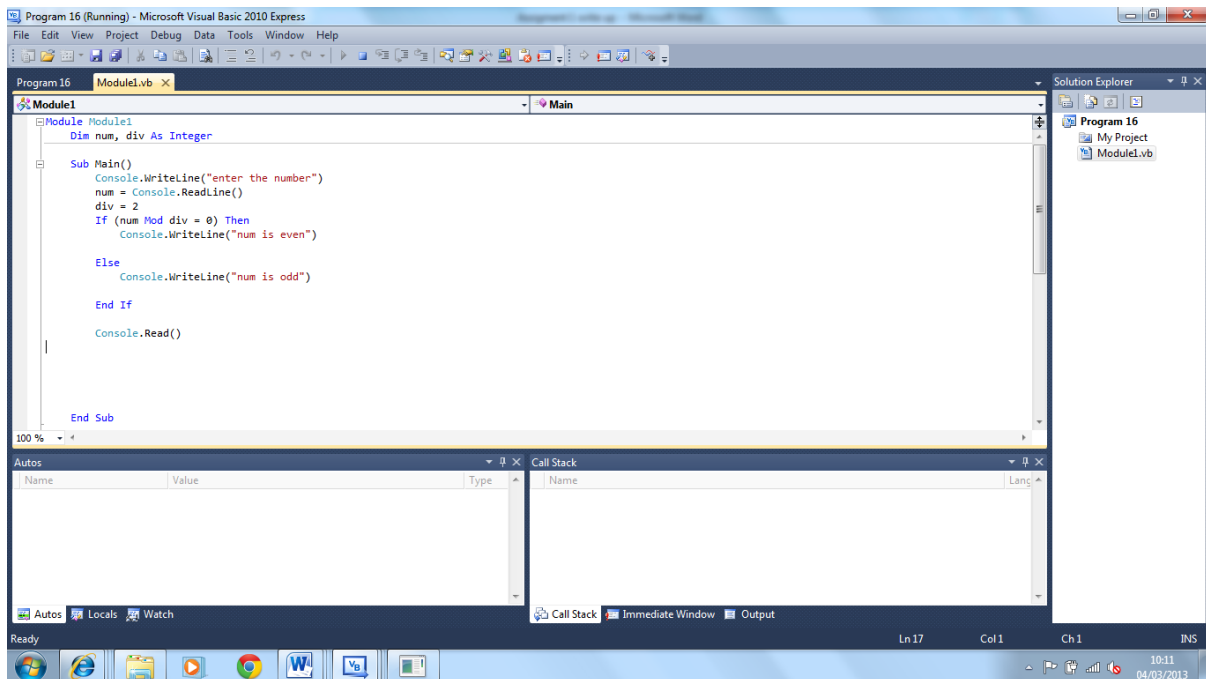 Program 16 (Running) - Microsoft Visual Basic 2010 Express
File Edit View Project Debug Data Tools Window Help
Program 16 Module1.vb
Solution Explorer
Module1 Main
Module Module1
Dim num, div As Integer
Sub Main()
Console.WriteLine("enter the number")
num = Console.ReadLine()
div = 2
If (num Mod div = 0) Then
Console.WriteLine("num is even")
Else
Console.WriteLine("num is odd")
End If
Console.Read()
End Sub
100 %
Program 16
My Project
Module1.vb
Autos
Name Value Type
Call Stack
Name Lang
Autos Locals Watch
Call Stack Immediate Window Output
Ready Ln 17 Col 1 Ch 1 INS
10:11
04/03/2013